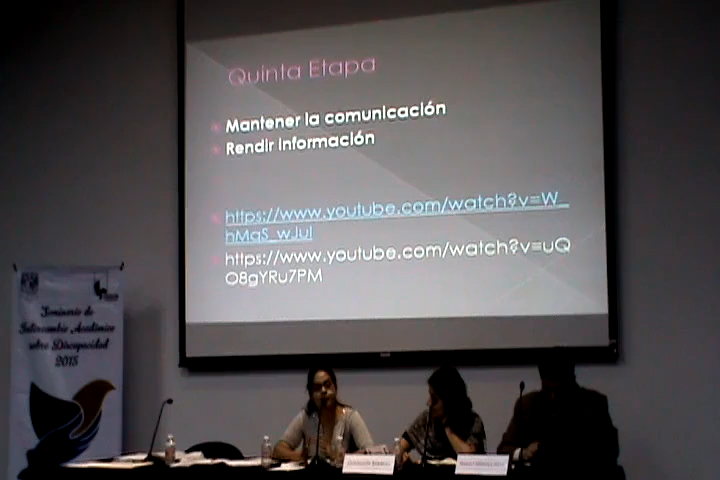 Quinta Etapa
Mantener la comunicación
Rendir información
https://www.youtube.com/watch?v=W_
hMaS_wJuI
https://www.youtube.com/watch?v=uQ
O8gYRu7PM
Seminario de
Intercambio Académico
sobre Discapacidad
2015